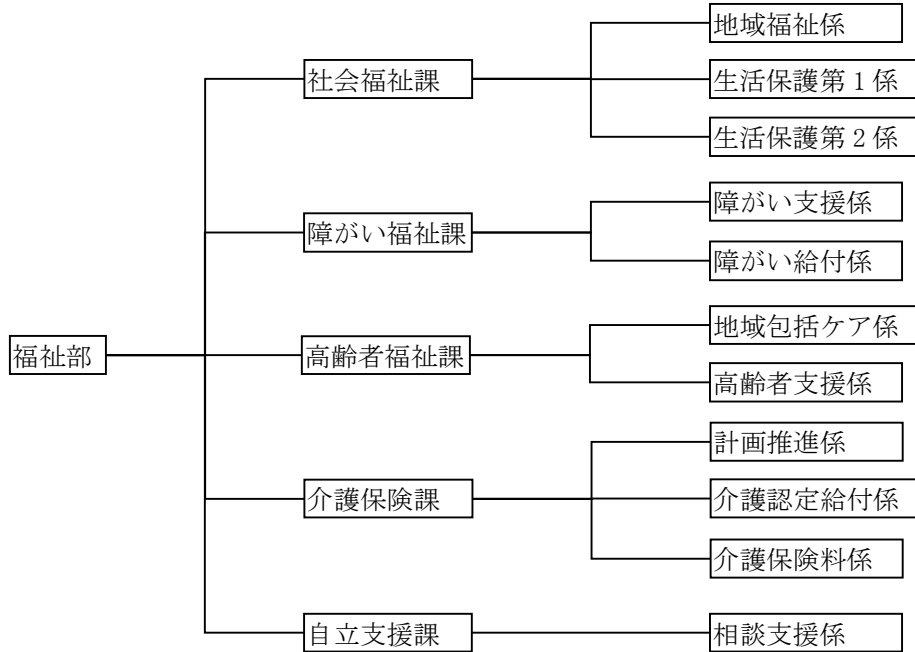 福祉部
社会福祉課
地域福祉係
生活保護第１係
生活保護第２係
障がい福祉課
障がい支援係
障がい給付係
高齢者福祉課
地域包括ケア係
高齢者支援係
介護保険課
計画推進係
介護認定給付係
介護保険料係
自立支援課
相談支援係